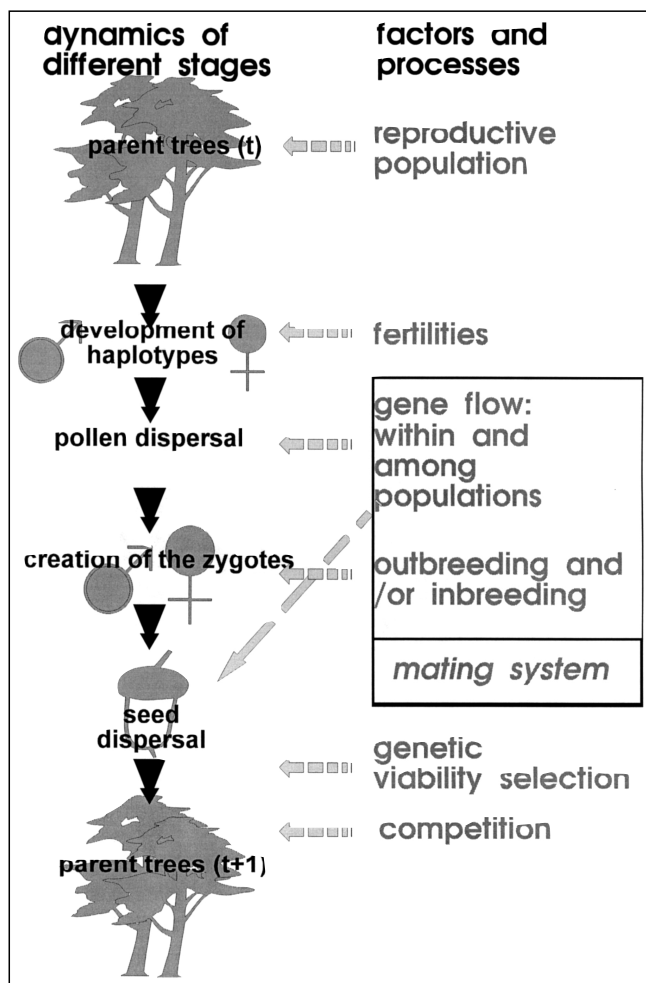 dynamics of
different stages
factors and
processes
parent trees (t)
reproductive
population
development of
haplotypes
fertilities
pollen dispersal
gene flow:
within and
among
populations
creation of the zygotes
outbreeding and
/or inbreeding
mating system
seed
dispersal
genetic
viability selection
competition
parent trees (t+1)